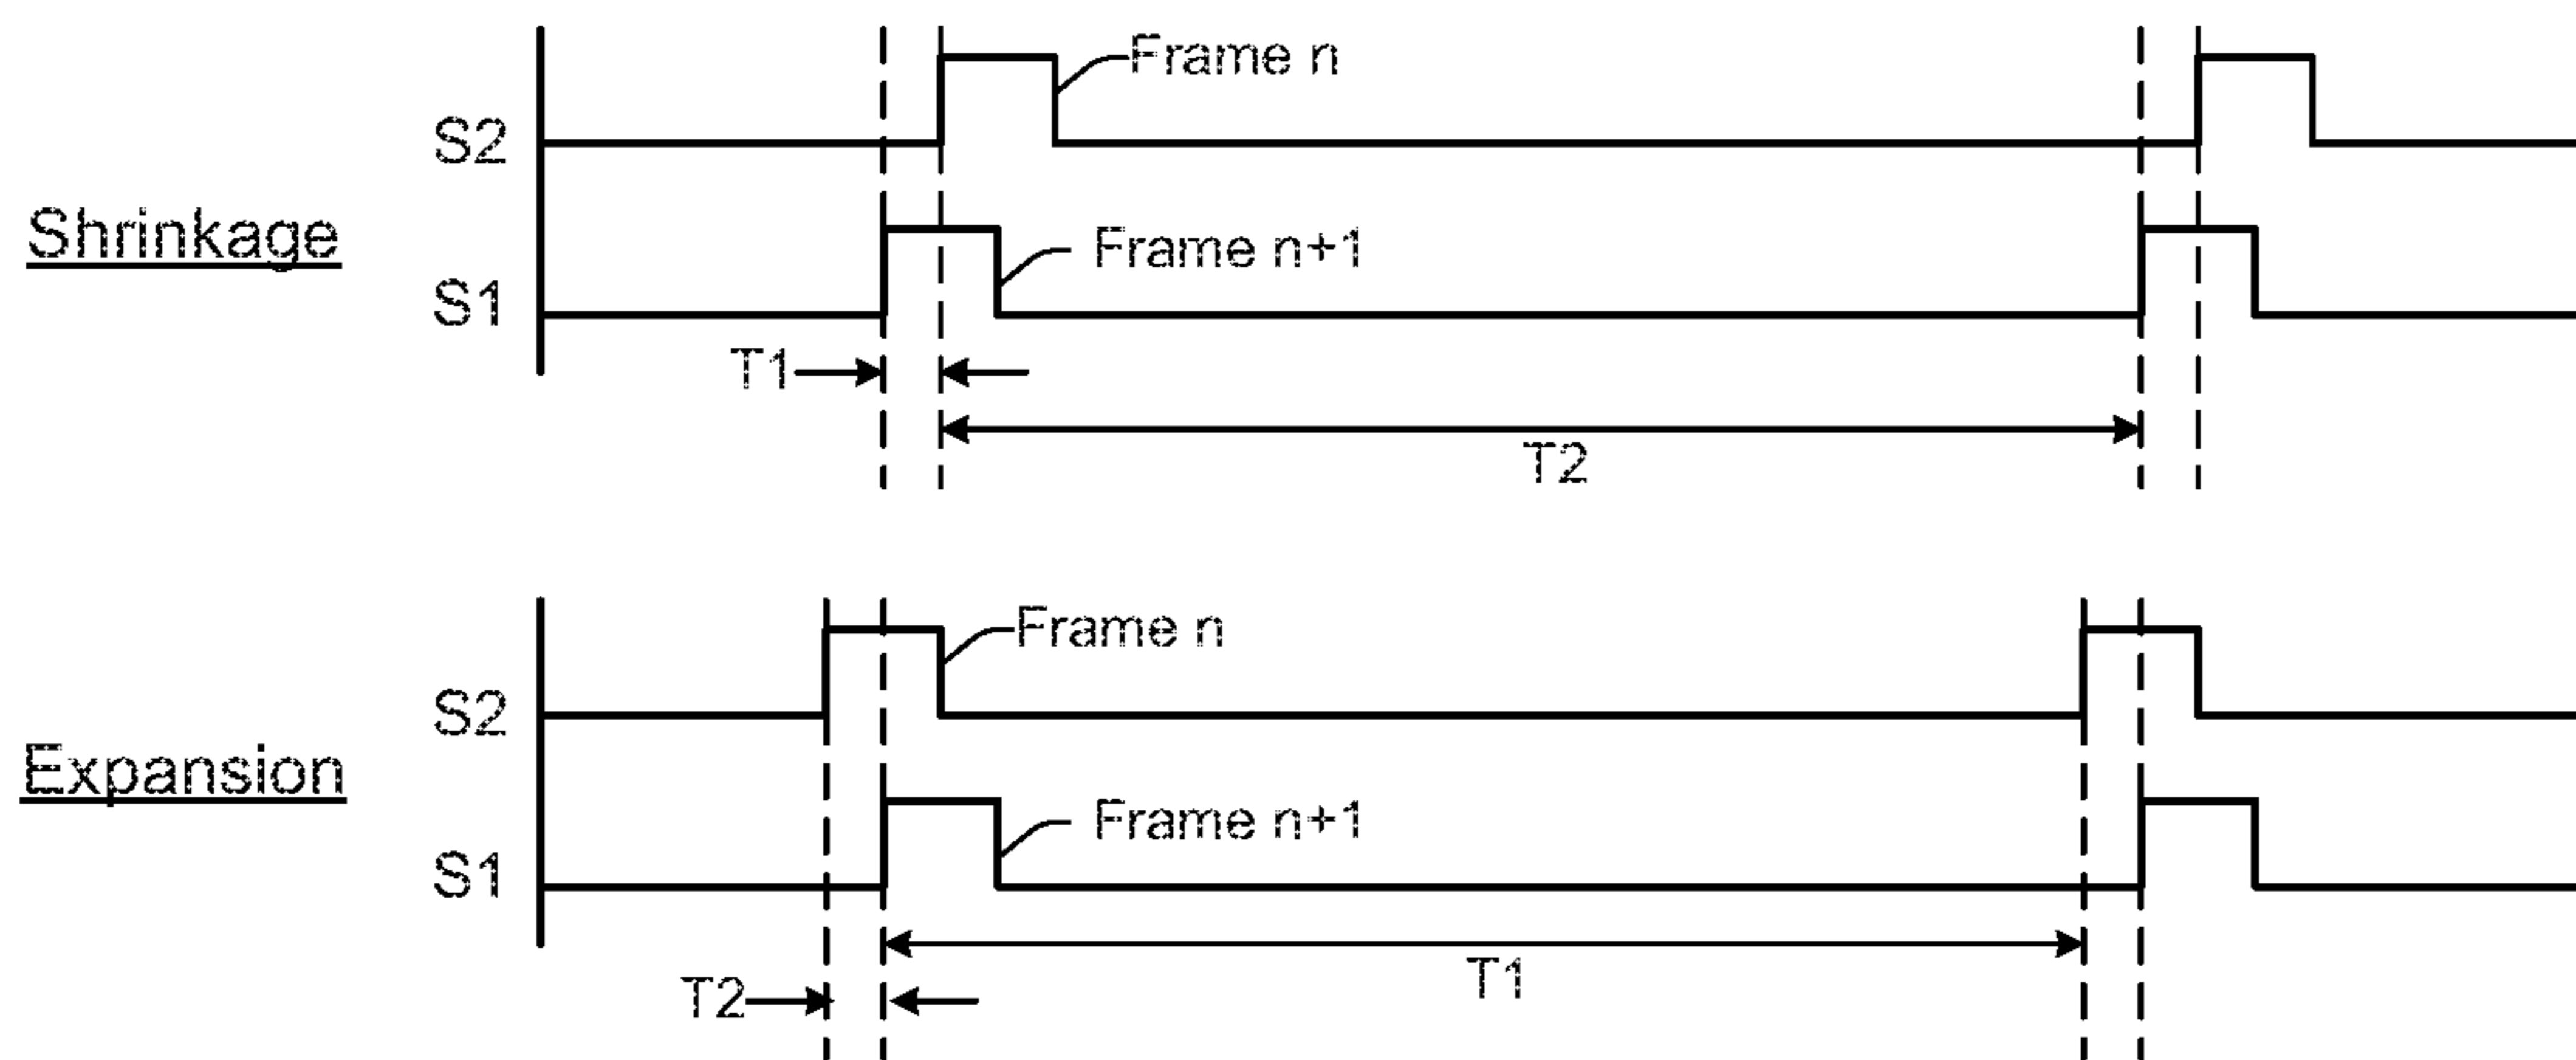 Frame n
S2
Shrinkage
Frame n+1
S1
T1
T2
Frame n
S2
Expansion
Frame n+1
S1
T1
T2